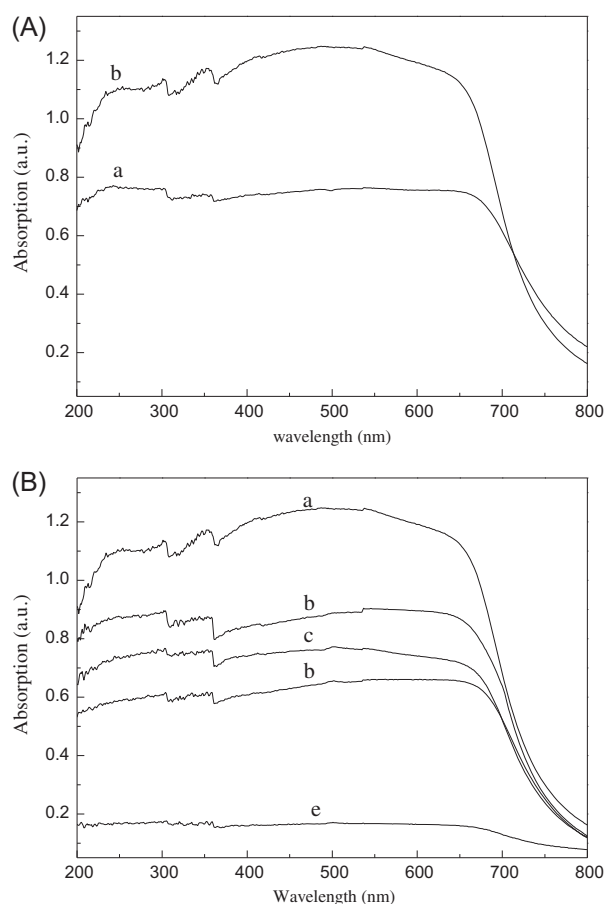 (A)
1.2
1.0
0.8
0.6
0.4
0.2
Absorption (a.u.)
b
a
200 300 400 500 600 700 800
wavelength (nm)
(B)
1.2
1.0
0.8
0.6
0.4
0.2
Absorption (a.u.)
a
b
c
b
e
200 300 400 500 600 700 800
Wavelength (nm)